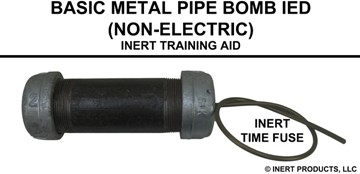 BASIC METAL PIPE BOMB IED
(NON-ELECTRIC)
INERT TRAINING AID
INERT
TIME FUSE
© INERT PRODUCTS, LLC